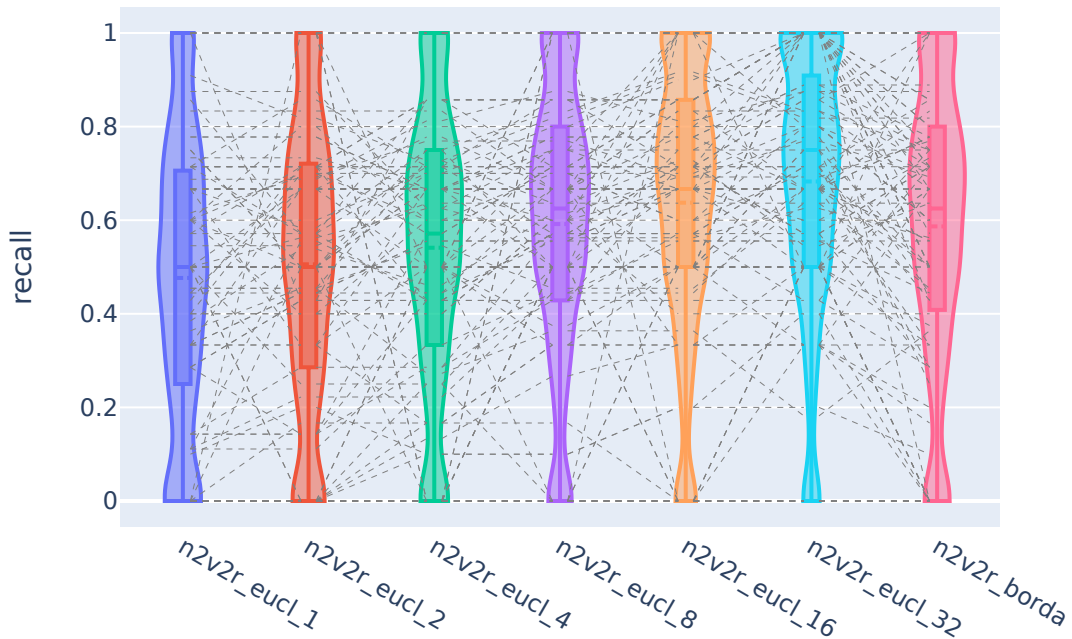 1
0.8
0.6
0.4
0.2
0
recall
n2v2r_eucl_1
n2v2r_eucl_2
n2v2r_eucl_4
n2v2r_eucl_8
n2v2r_eucl_16
n2v2r_eucl_32
n2v2r_borda